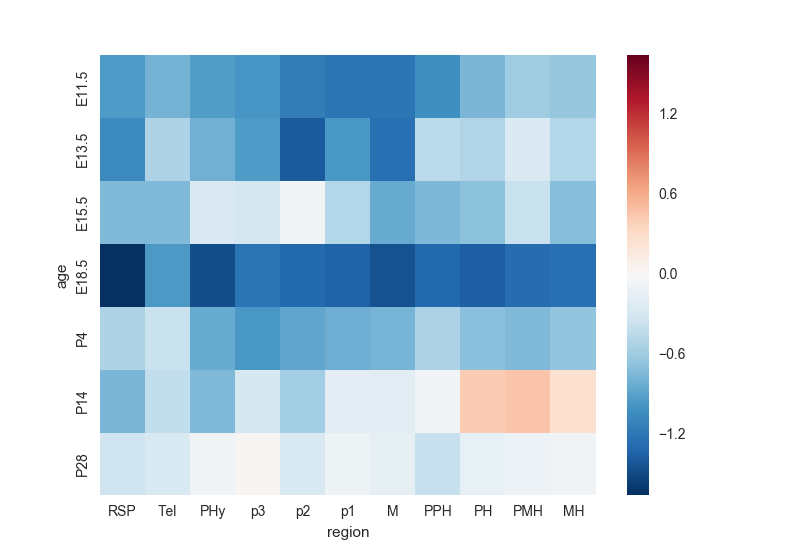 E11.5
E13.5
E15.5
E18.5
P4
P14
P28
age
RSP Tel PHy p3 p2 p1 M PPH PH PMH MH
region
1.2
0.6
0.0
−0.6
−1.2